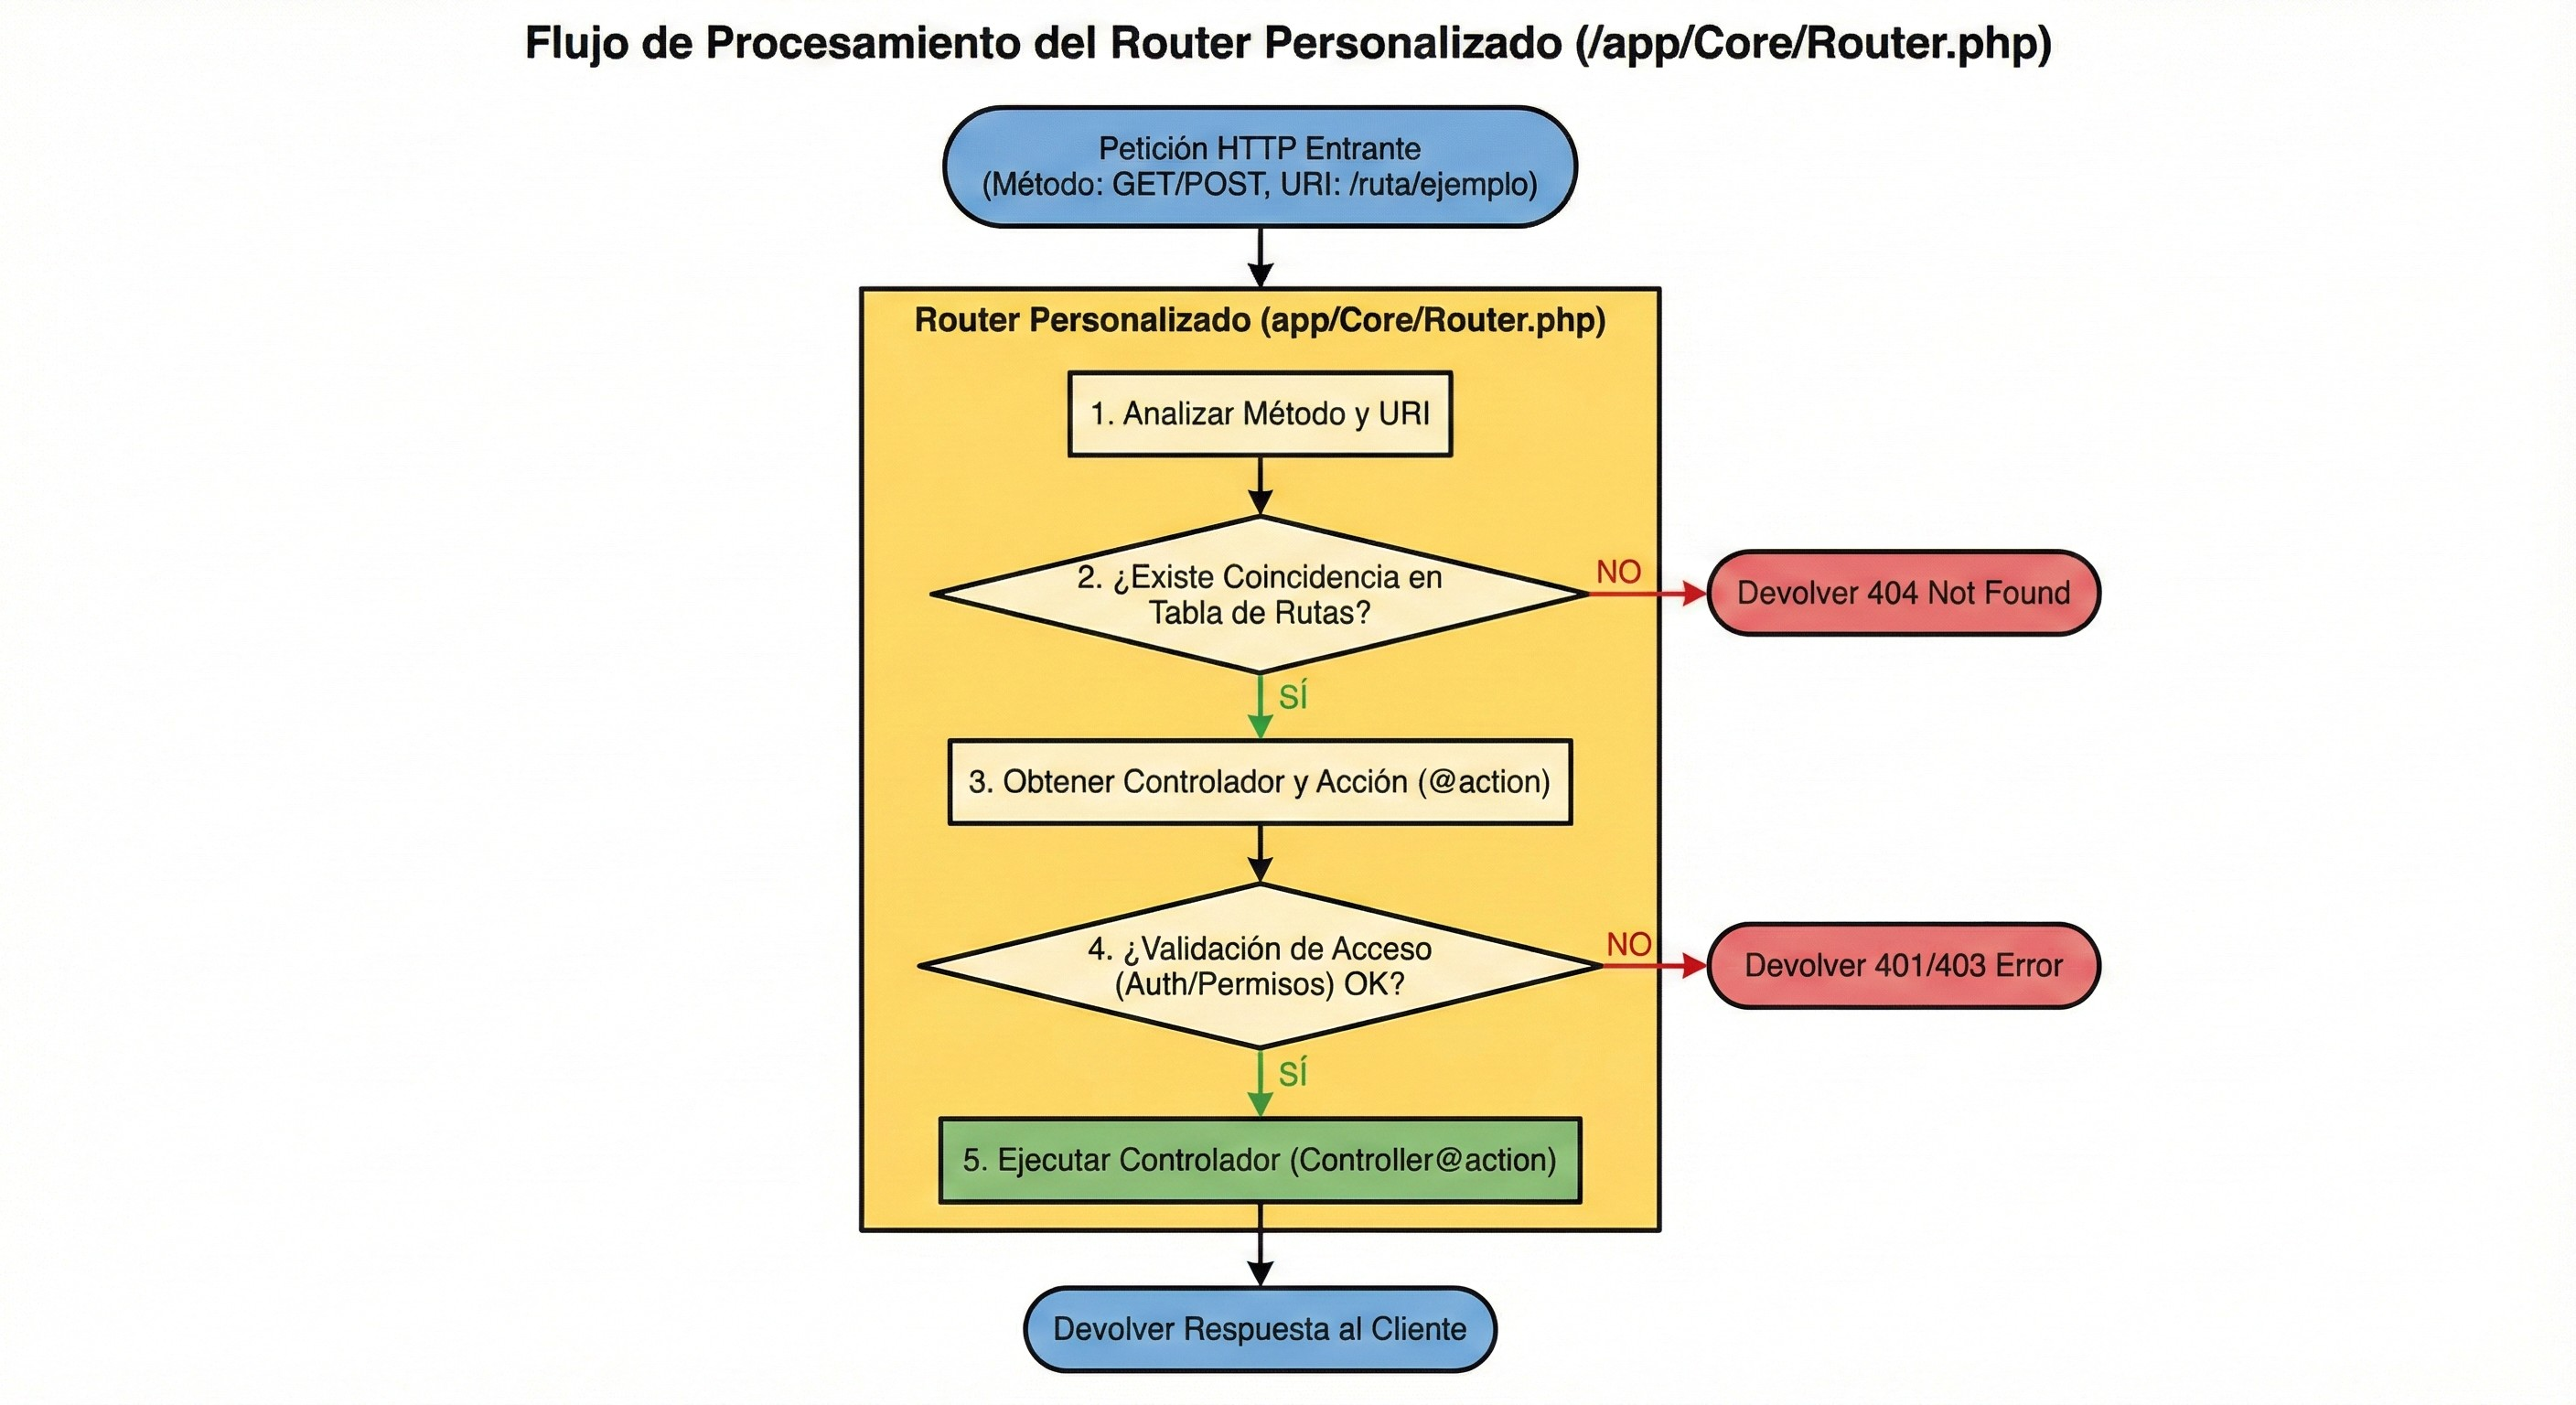 Flujo de Procesamiento del Router Personalizado (/app/Core/Router.php)
Petición HTTP Entrante
(Método: GET/POST, URI: /ruta/ejemplo)
Router Personalizado (app/Core/Router.php)
1. Analizar Método y URI
2. ¿Existe Coincidencia en
Tabla de Rutas?
NO
Devolver 404 Not Found
SÍ
3. Obtener Controlador y Acción (@action)
4. ¿Validación de Acceso
(Auth/Permisos) OK?
NO
Devolver 401/403 Error
SÍ
5. Ejecutar Controlador (Controller@action)
Devolver Respuesta al Cliente